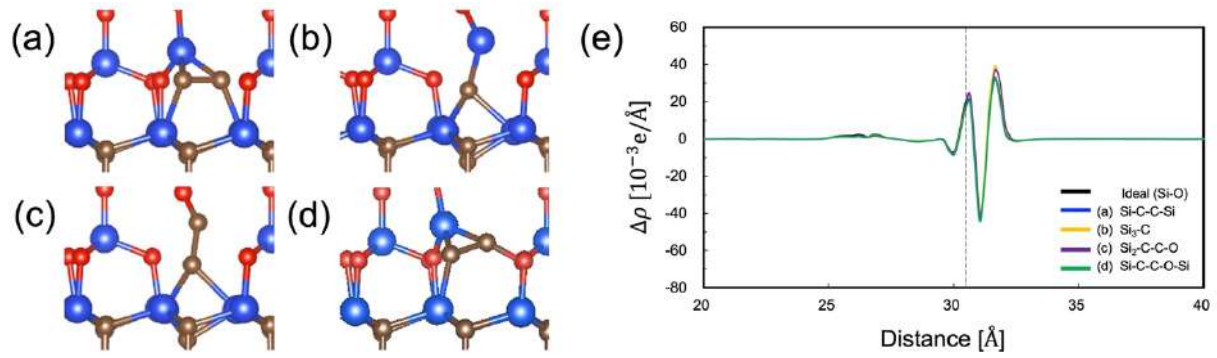 (a)
(b)
(c)
(d)
(e)
60
40
20
0
-20
-40
-60
-80
Δρ [10⁻³e/Å]
20
25
30
35
40
Distance [Å]
Ideal (Si-O)
(a) Si-C-C-Si
(b) Si₃-C
(c) Si₂-C-C-O
(d) Si-C-C-O-Si